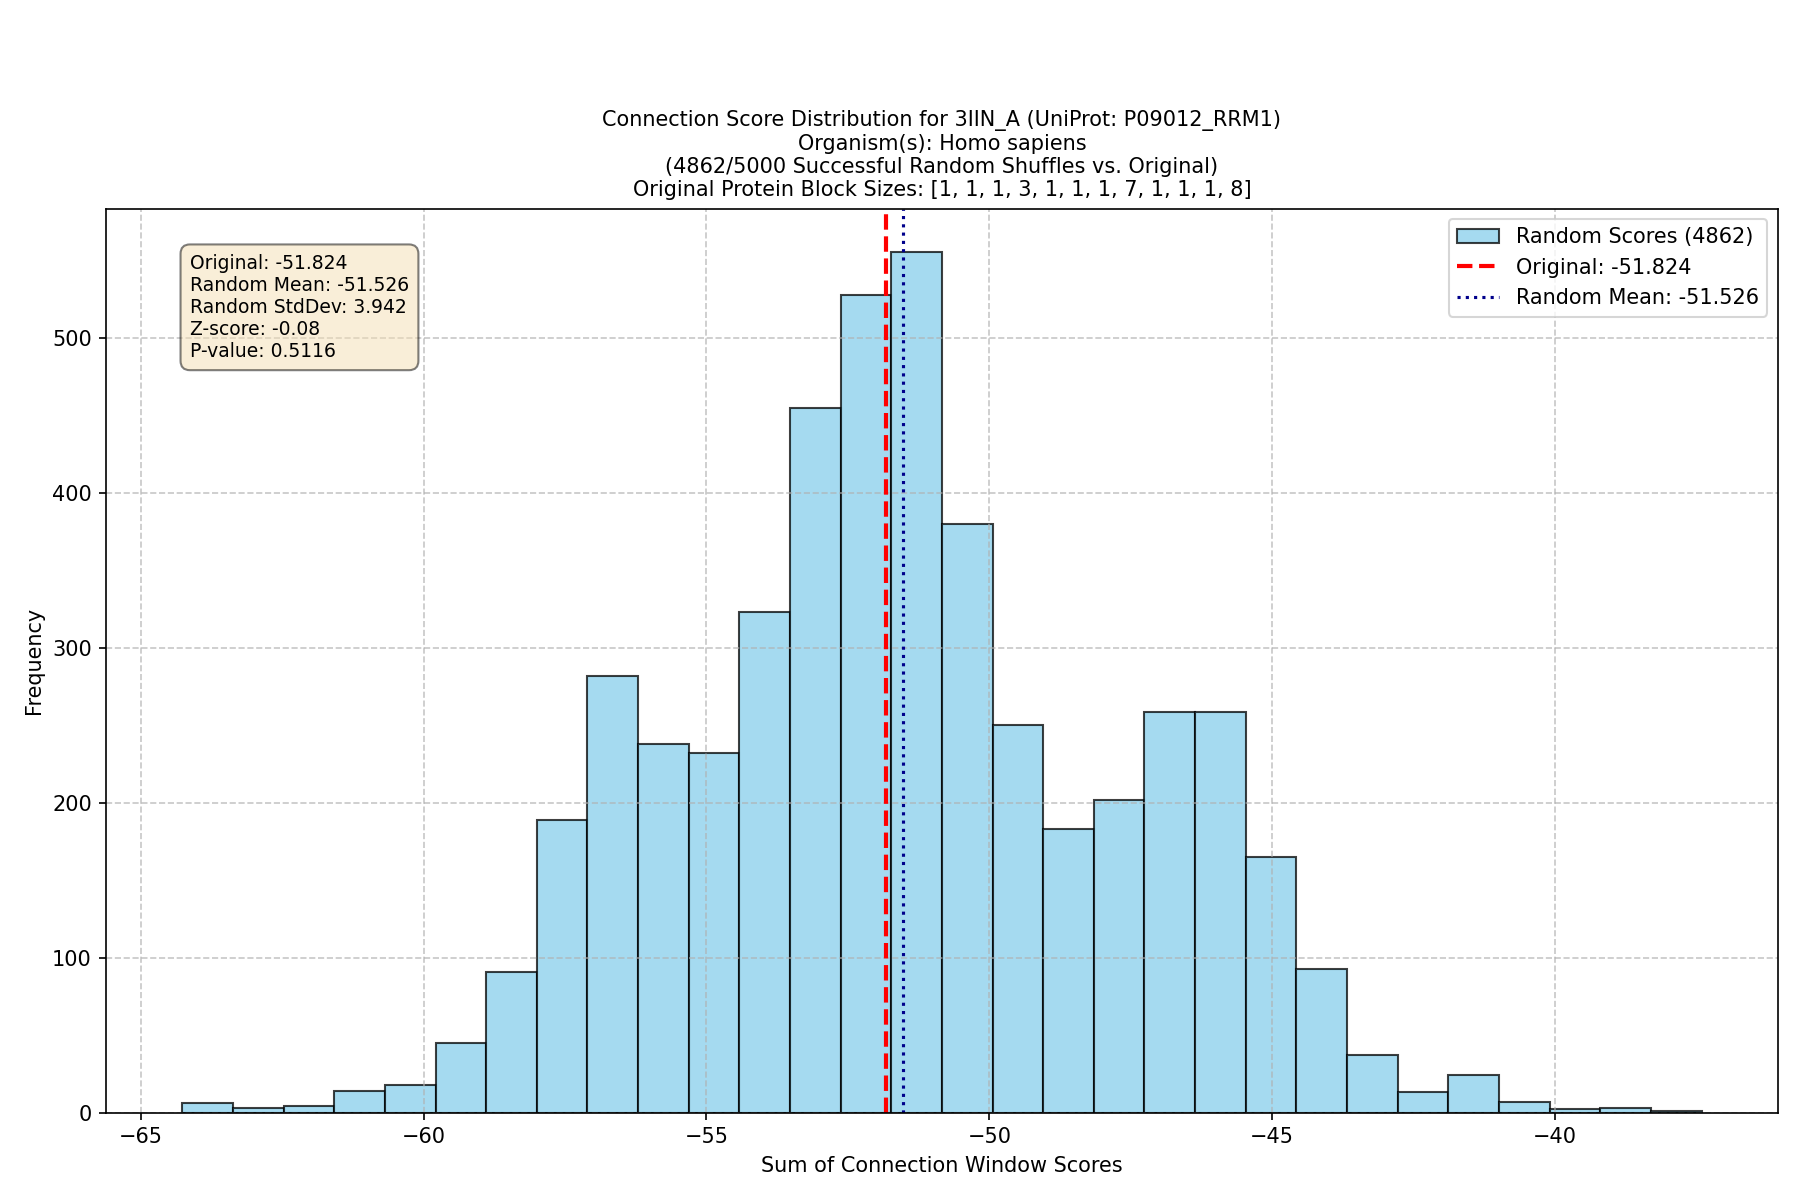 Connection Score Distribution for 3IIN_A (UniProt: P09012_RRM1)
Organism(s): Homo sapiens
(4862/5000 Successful Random Shuffles vs. Original)
Original Protein Block Sizes: [1, 1, 1, 3, 1, 1, 1, 7, 1, 1, 1, 8]
Original: -51.824
Random Mean: -51.526
Random StdDev: 3.942
Z-score: -0.08
P-value: 0.5116
Random Scores (4862)
Original: -51.824
Random Mean: -51.526
Frequency
500
400
300
200
100
0
−65
−60
−55
−50
−45
−40
Sum of Connection Window Scores